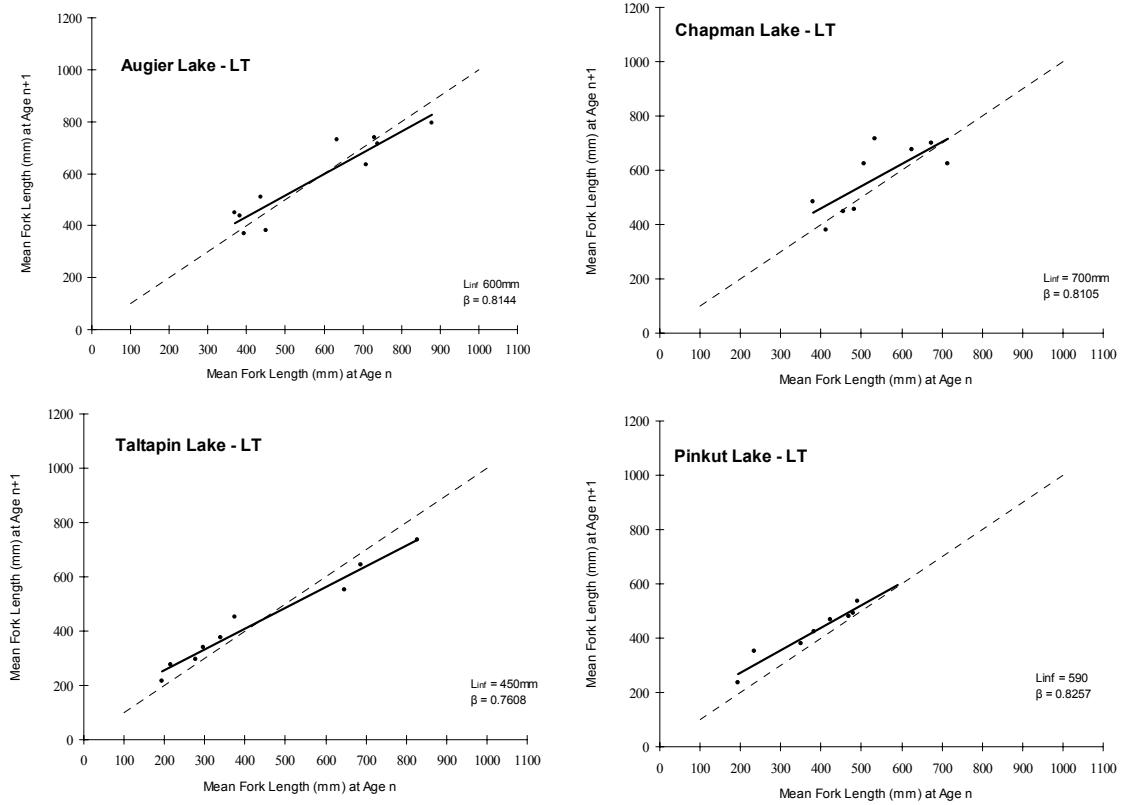 Augier Lake - LT
Mean Fork Length (mm) at Age n+1
1200
1000
800
600
400
200
0
0 100 200 300 400 500 600 700 800 900 1000 1100
Mean Fork Length (mm) at Age n
Linf 600mm
β = 0.8144
Chapman Lake - LT
Mean Fork Length (mm) at Age n+1
1200
1000
800
600
400
200
0
0 100 200 300 400 500 600 700 800 900 1000 1100
Mean Fork Length (mm) at Age n
Linf = 700mm
β = 0.8105
Taltapin Lake - LT
Mean Fork Length (mm) at Age n+1
1200
1000
800
600
400
200
0
0 100 200 300 400 500 600 700 800 900 1000 1100
Mean Fork Length (mm) at Age n
Linf = 450mm
β = 0.7608
Pinkut Lake - LT
Mean Fork Length (mm) at Age n+1
1200
1000
800
600
400
200
0
0 100 200 300 400 500 600 700 800 900 1000 1100
Mean Fork Length (mm) at Age n
Linf = 590
β = 0.8257